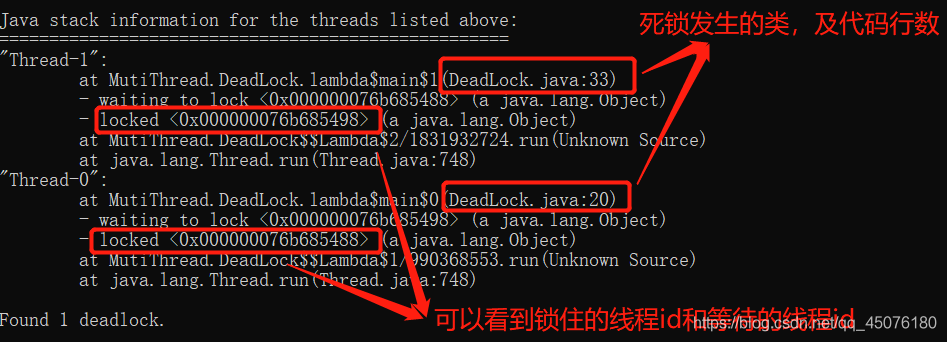 Java stack information for the threads listed above:
===================================================
"Thread-1":
at MutiThread.DeadLock.lambda$main$1(DeadLock.java:33)
- waiting to lock <0x000000076b685488> (a java.lang.Object)
- locked <0x000000076b685498> (a java.lang.Object)
at MutiThread.DeadLock$$Lambda$2/1831932724.run(Unknown Source)
at java.lang.Thread.run(Thread.java:748)
"Thread-0":
at MutiThread.DeadLock.lambda$main$0(DeadLock.java:20)
- waiting to lock <0x000000076b685498> (a java.lang.Object)
- locked <0x000000076b685488> (a java.lang.Object)
at MutiThread.DeadLock$$Lambda$1/990368553.run(Unknown Source)
at java.lang.Thread.run(Thread.java:748)
Found 1 deadlock.
死锁发生的类，及代码行数
可以看到锁住的线程id和等待的线程id
https://blog.csdn.net/qq_45076180